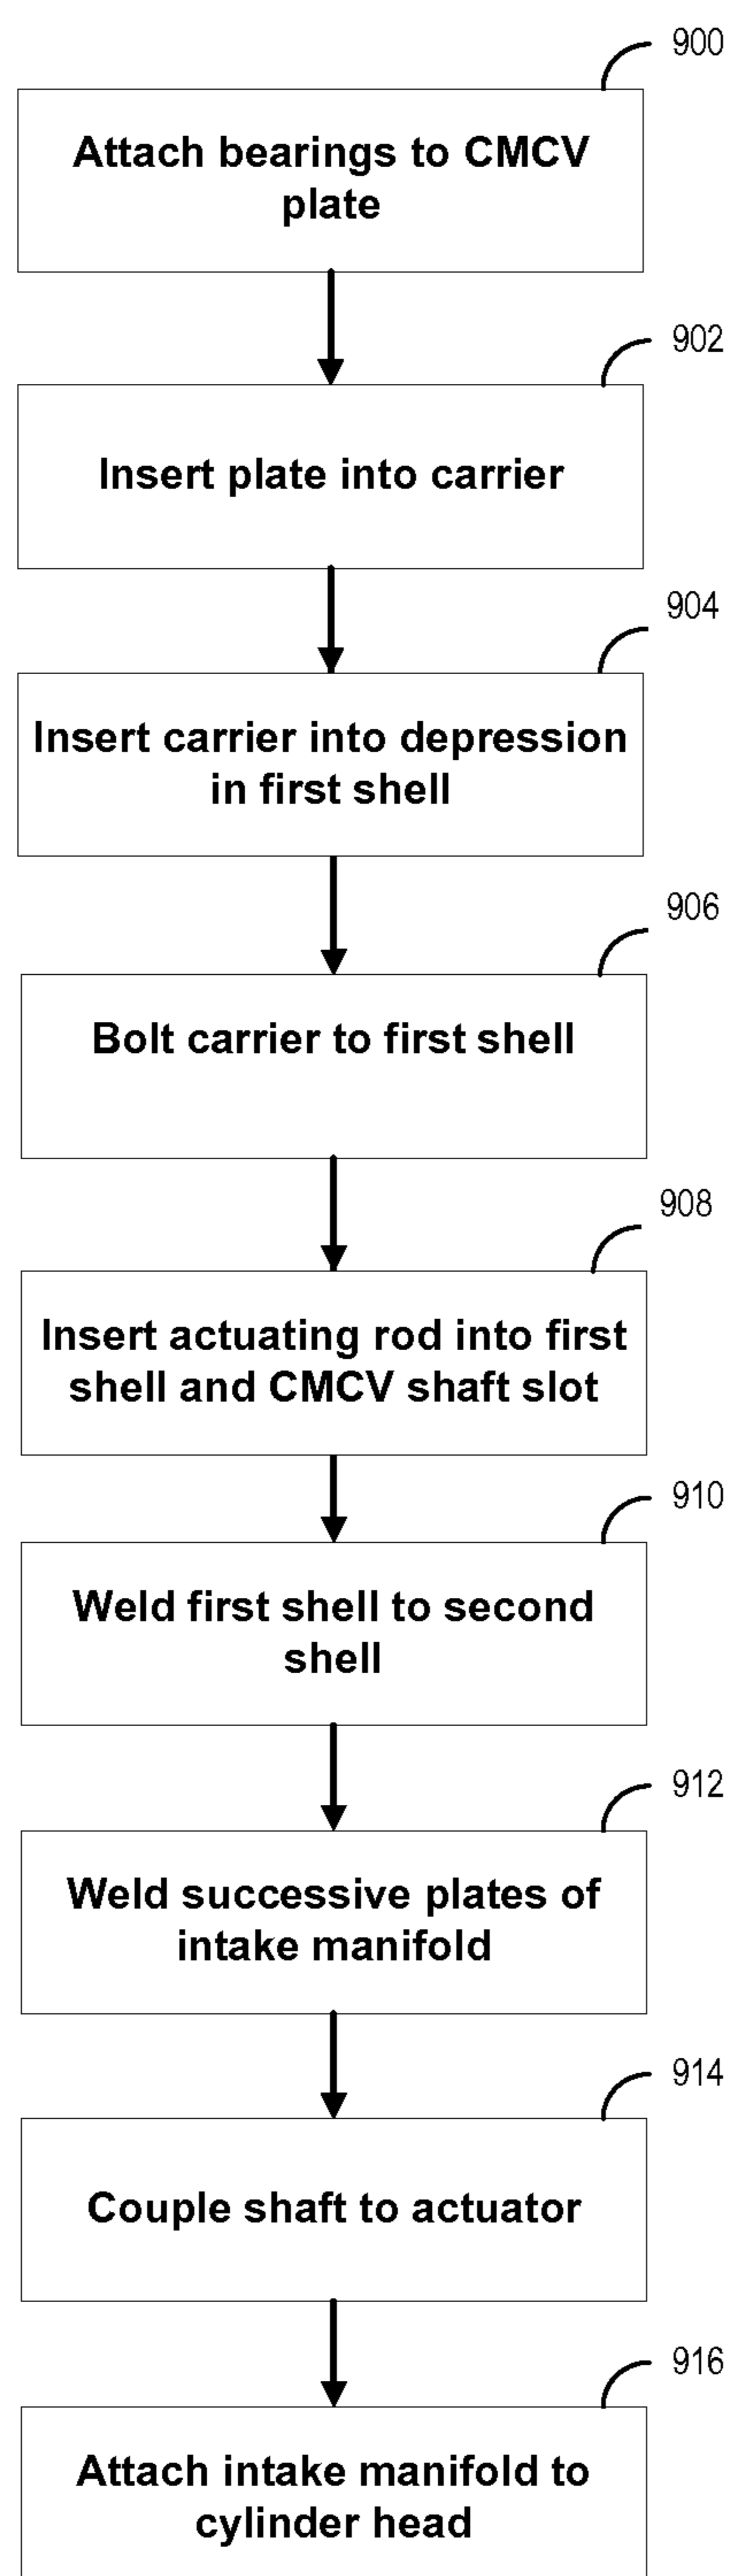 900
Attach bearings to CMCV
plate
902
Insert plate into carrier
904
Insert carrier into depression
in first shell
906
Bolt carrier to first shell
908
Insert actuating rod into first
shell and CMCV shaft slot
910
Weld first shell to second
shell
912
Weld successive plates of
intake manifold
914
Couple shaft to actuator
916
Attach intake manifold to
cylinder head